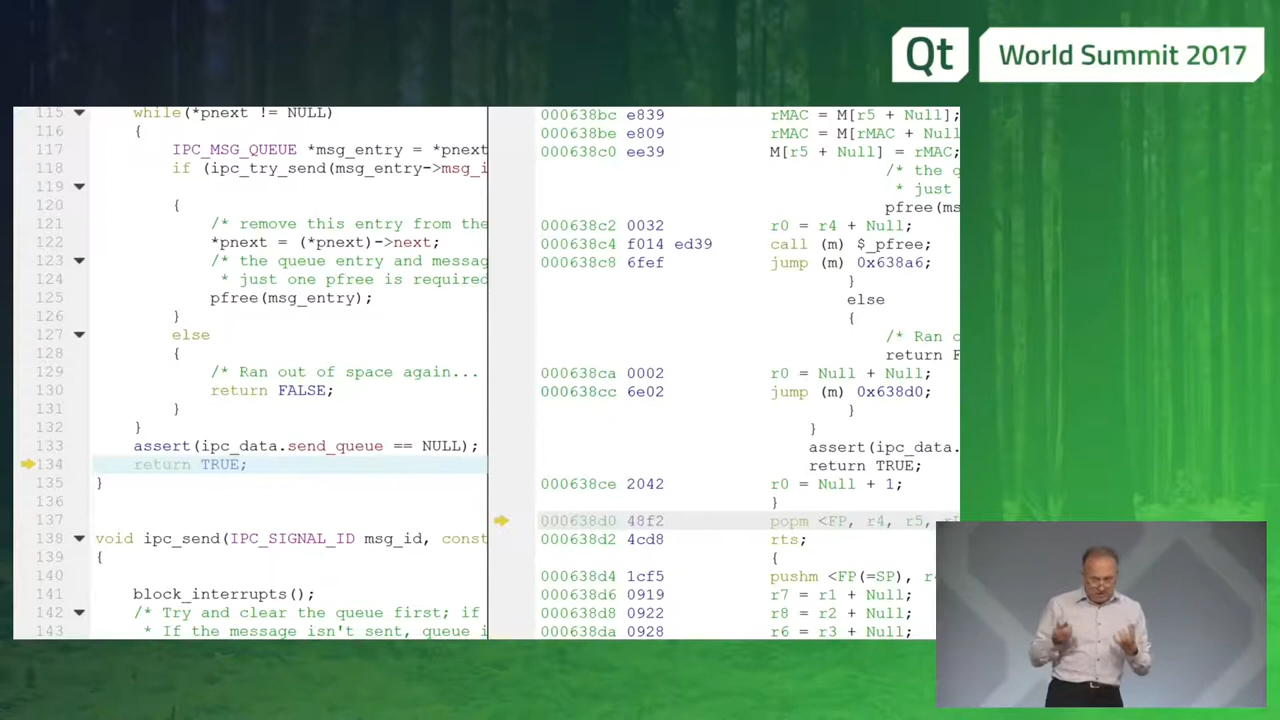 Qt World Summit 2017
115 while(*pnext != NULL)
116 {
117 IPC_MSG_QUEUE *msg_entry = *pnext
118 if (ipc_try_send(msg_entry->msg_i
119
120 {
121 /* remove this entry from the
122 *pnext = (*pnext)->next;
123 /* the queue entry and messag
124 * just one pfree is required
125 pfree(msg_entry);
126 }
127 else
128 {
129 /* Ran out of space again...
130 return FALSE;
131 }
132 }
133 assert(ipc_data.send_queue == NULL);
134 return TRUE;
135 }
136
137
138 void ipc_send(IPC_SIGNAL_ID msg_id, const
139 {
140
141 block_interrupts();
142 /* Try and clear the queue first; if
143 * If the message isn't sent, queue i
000638bc e839 rMAC = M[r5 + Null];
000638be e809 rMAC = M[rMAC + Null
000638c0 ee39 M[r5 + Null] = rMAC;
/* the q
* just
pfree(ms
000638c2 0032 r0 = r4 + Null;
000638c4 f014 ed39 call (m) $_pfree;
000638c8 6fef jump (m) 0x638a6;
}
else
{
/* Ran o
return F
000638ca 0002 r0 = Null + Null;
000638cc 6e02 jump (m) 0x638d0;
}
}
assert(ipc_data.
return TRUE;
000638ce 2042 r0 = Null + 1;
}
000638d0 48f2 popm <FP, r4, r5, r
000638d2 4cd8 rts;
{
000638d4 1cf5 pushm <FP(=SP), r
000638d6 0919 r7 = r1 + Null;
000638d8 0922 r8 = r2 + Null;
000638da 0928 r6 = r3 + Null;